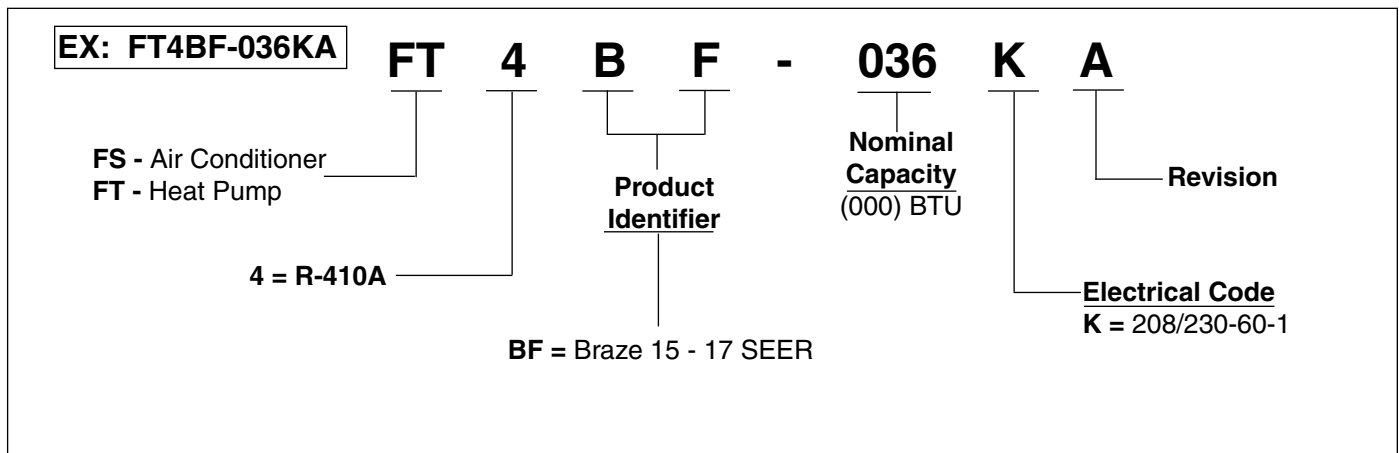 EX: FT4BF-036KA
FT 4 B F - 036 K A
FS - Air Conditioner
FT - Heat Pump
Product
Identifier
Nominal
Capacity
(000) BTU
Revision
4 = R-410A
Electrical Code
K = 208/230-60-1
BF = Braze 15 - 17 SEER